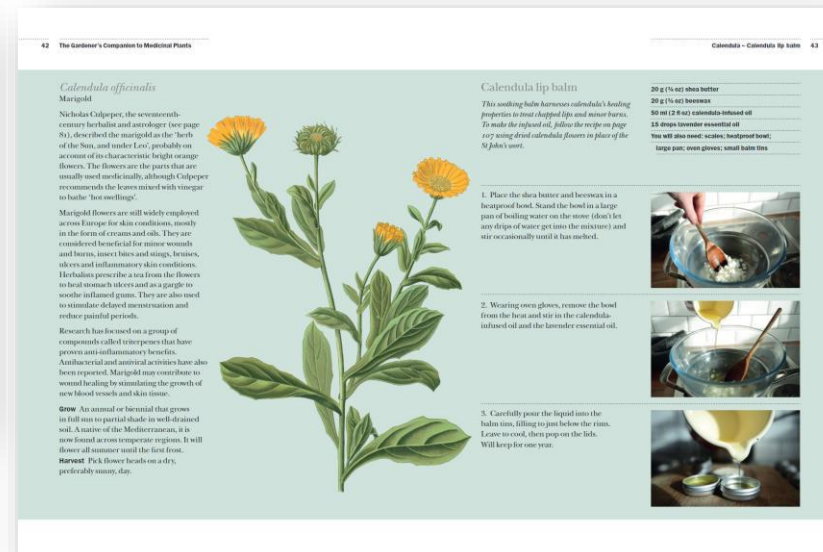 42 The Gardener's Companion to Medicinal Plants
Calendula officinalis
Marigold
Nicholas Culpeper, the seventeenth-
century herbalist and astrologer (see page
81), described the marigold as the 'herb
of the Sun, and under Leo', probably on
account of its characteristic bright orange
flowers. The flowers are the parts that are
usually used medicinally, although Culpeper
recommends the leaves mixed with vinegar
to bathe 'hot swellings'.
Marigold flowers are still widely employed
across Europe for skin conditions, mostly
in the form of creams and oils. They are
considered beneficial for minor wounds
and burns, insect bites and stings, bruises,
ulcers and inflammatory skin conditions.
Herbalists prescribe a tea from the flowers
to heal stomach ulcers and as a gargle to
soothe inflamed gums. They are also used
to stimulate delayed menstruation and
reduce painful periods.
Research has focused on a group of
compounds called triterpenes that have
proven anti-inflammatory benefits.
Antibacterial and antiviral activities have also
been reported. Marigold may contribute to
wound healing by stimulating the growth of
new blood vessels and skin tissue.
Grow An annual or biennial that grows
in full sun to partial shade in well-drained
soil. A native of the Mediterranean, it is
now found across temperate regions. It will
flower all summer until the first frost.
Harvest Pick flower heads on a dry,
preferably sunny, day.
Calendula – Calendula lip balm 43
Calendula lip balm
This soothing balm harnesses calendula's healing
properties to treat chapped lips and minor burns.
To make the infused oil, follow the recipe on page
107 using dried calendula flowers in place of the
St John's wort.
20 g (¾ oz) shea butter
20 g (¾ oz) beeswax
50 ml (2 fl oz) calendula-infused oil
15 drops lavender essential oil
You will also need: scales; heatproof bowl;
large pan; oven gloves; small balm tins
1. Place the shea butter and beeswax in a
heatproof bowl. Stand the bowl in a large
pan of boiling water on the stove (don't let
any drips of water get into the mixture) and
stir occasionally until it has melted.
2. Wearing oven gloves, remove the bowl
from the heat and stir in the calendula-
infused oil and the lavender essential oil.
3. Carefully pour the liquid into the
balm tins, filling to just below the rims.
Leave to cool, then pop on the lids.
Will keep for one year.